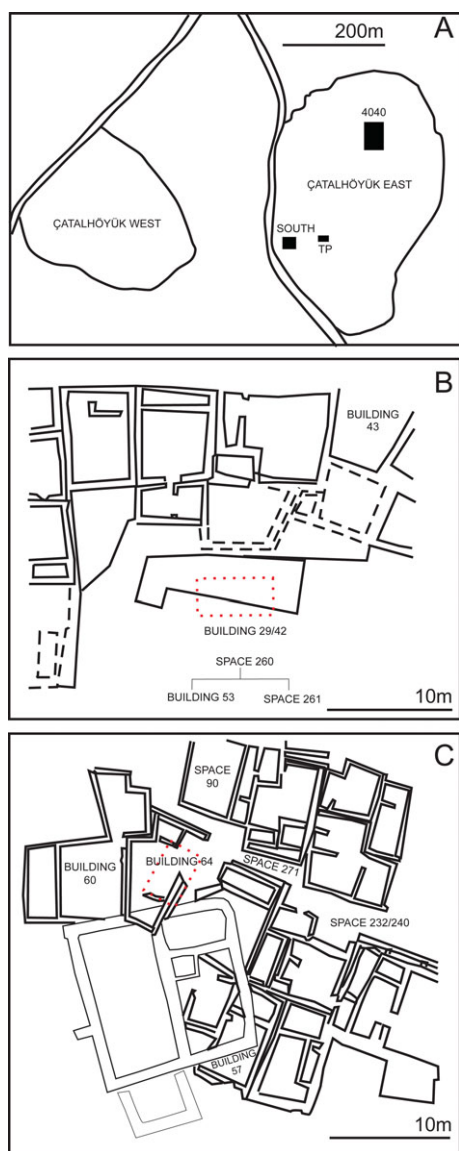 A
200m
4040
ÇATALHÖYÜK EAST
ÇATALHÖYÜK WEST
SOUTH
TP
B
BUILDING
43
BUILDING 29/42
SPACE 260
BUILDING 53
SPACE 261
10m
C
SPACE
90
BUILDING
60
BUILDING 64
SPACE 271
SPACE 232/240
BUILDING
57
10m